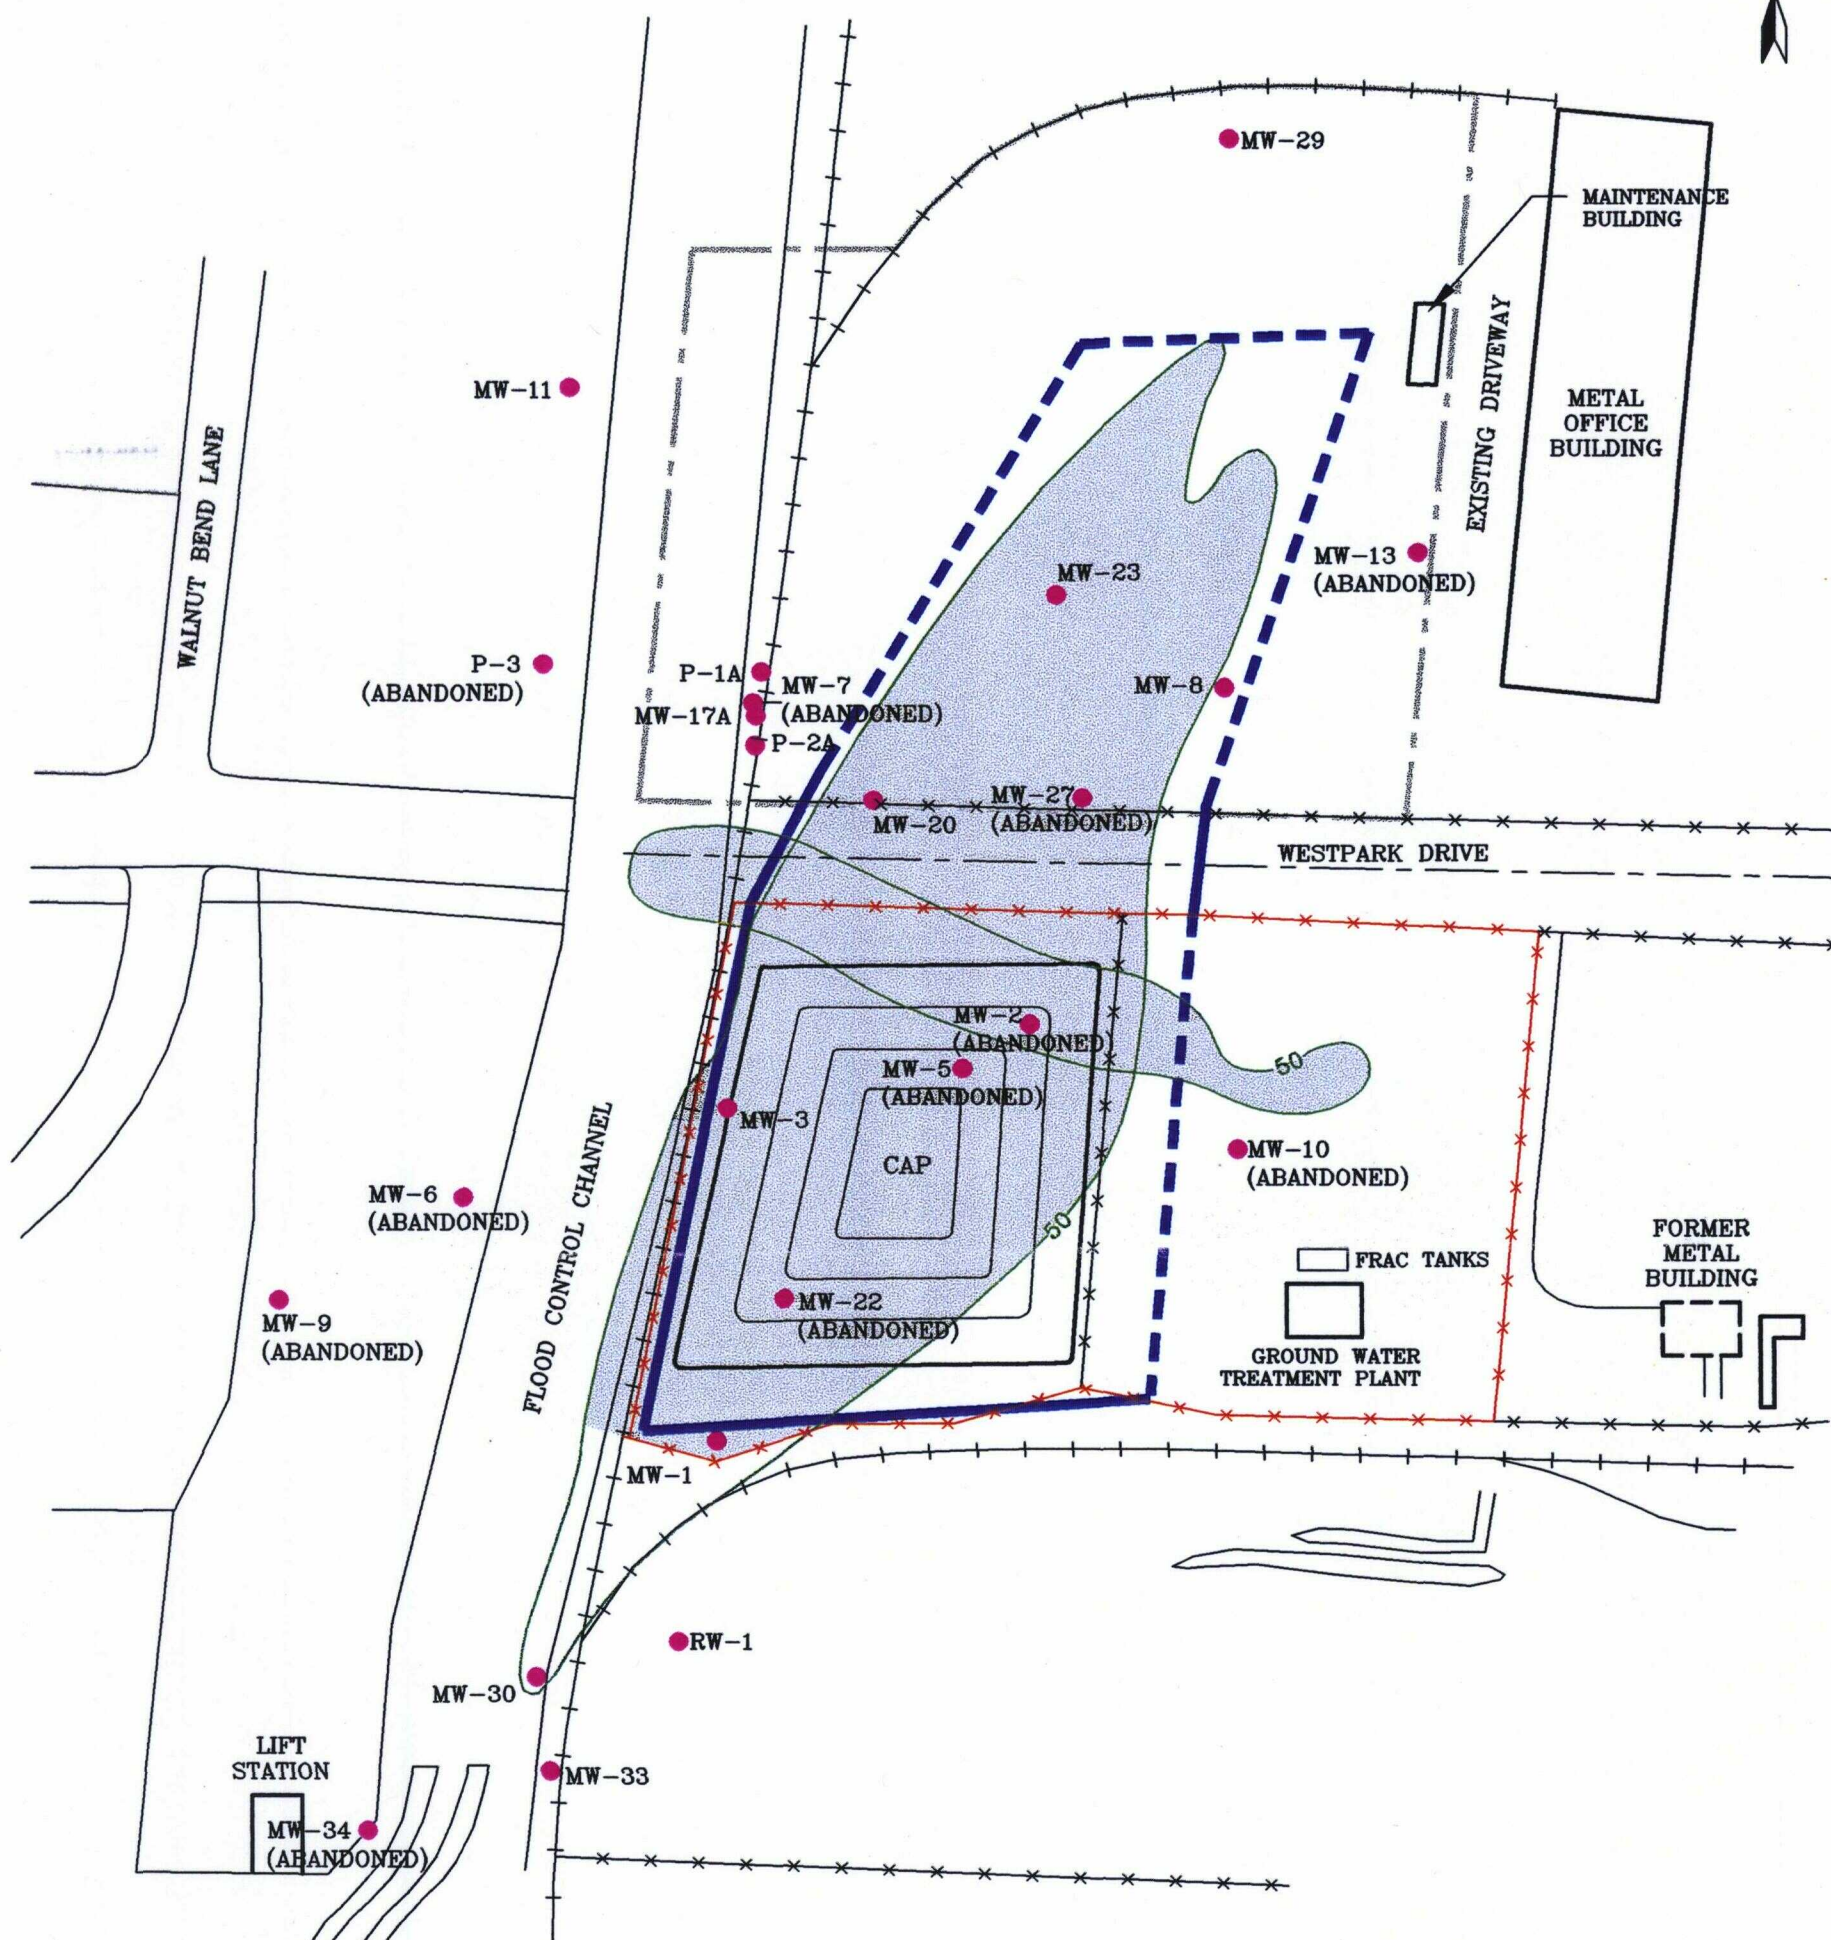 MW-29
MAINTENANCE
BUILDING
MW-11
METAL
OFFICE
BUILDING
EXISTING DRIVEWAY
WALNUT BEND LANE
MW-13
(ABANDONED)
MW-23
P-3
(ABANDONED)
P-1A
MW-7
(ABANDONED)
MW-8
MW-17A
P-2A
MW-27
(ABANDONED)
MW-20
WESTPARK DRIVE
MW-2
(ABANDONED)
MW-5
(ABANDONED)
50
MW-3
CAP
MW-10
(ABANDONED)
MW-6
(ABANDONED)
FLOOD CONTROL CHANNEL
50
FORMER
METAL
BUILDING
FRAC TANKS
MW-9
(ABANDONED)
MW-22
(ABANDONED)
GROUND WATER
TREATMENT PLANT
MW-1
RW-1
MW-30
LIFT
STATION
MW-33
MW-34
(ABANDONED)